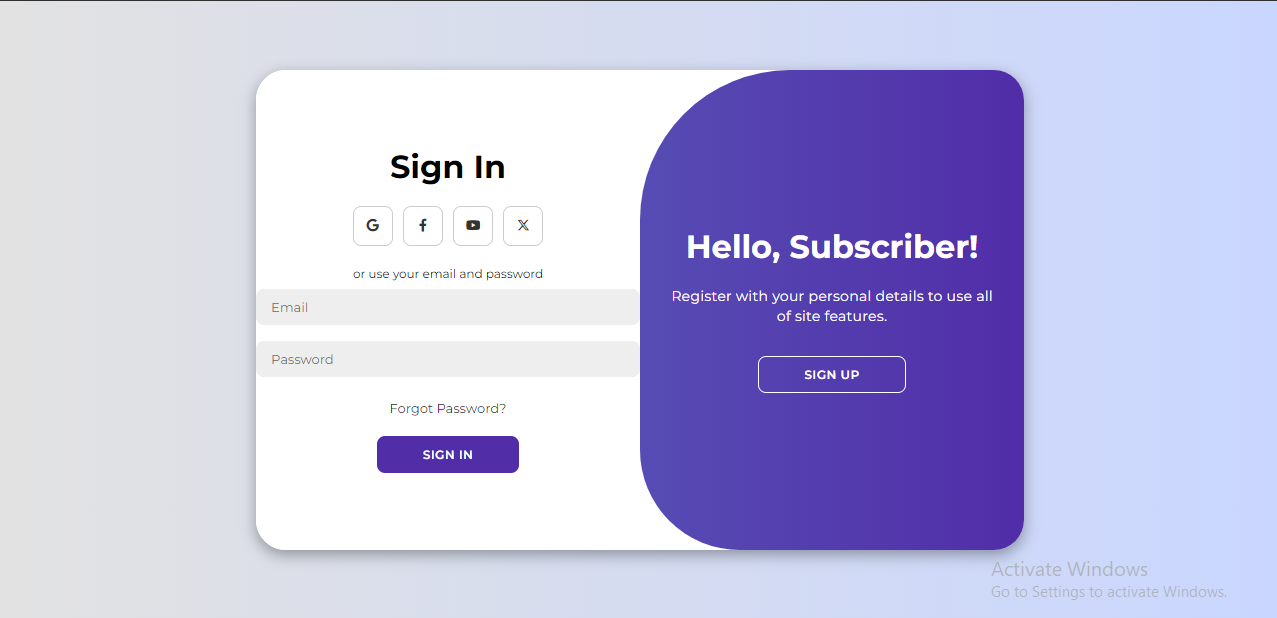 Sign In
or use your email and password
Email
Password
Forgot Password?
SIGN IN
Hello, Subscriber!
Register with your personal details to use all
of site features.
SIGN UP
Activate Windows
Go to Settings to activate Windows.